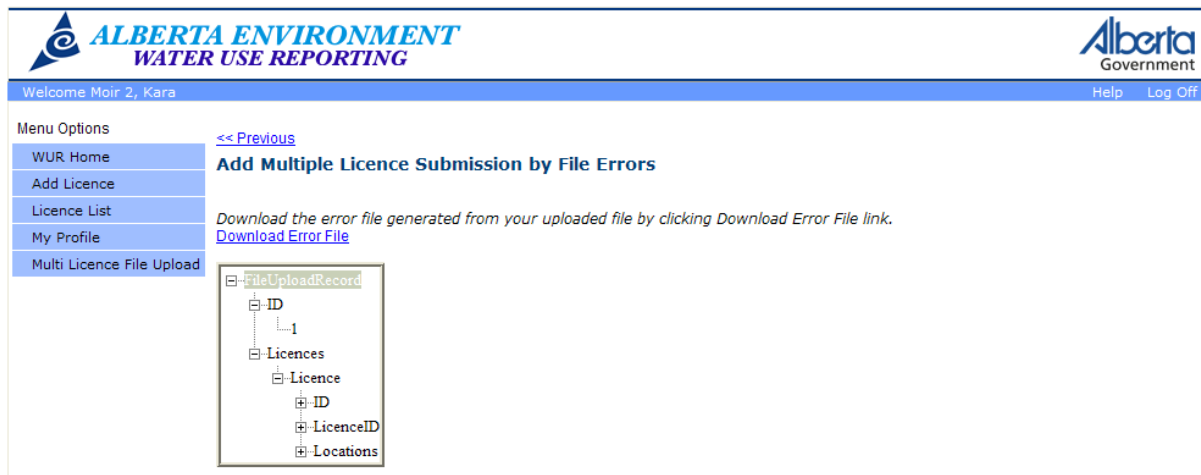 ALBERTA ENVIRONMENT
WATER USE REPORTING
Alberta
Government
Welcome Moir 2, Kara
Help Log Off
Menu Options
WUR Home
Add Licence
Licence List
My Profile
Multi Licence File Upload
<< Previous
Add Multiple Licence Submission by File Errors
Download the error file generated from your uploaded file by clicking Download Error File link.
Download Error File
FileUploadRecord
ID
1
Licences
Licence
ID
LicenceID
Locations